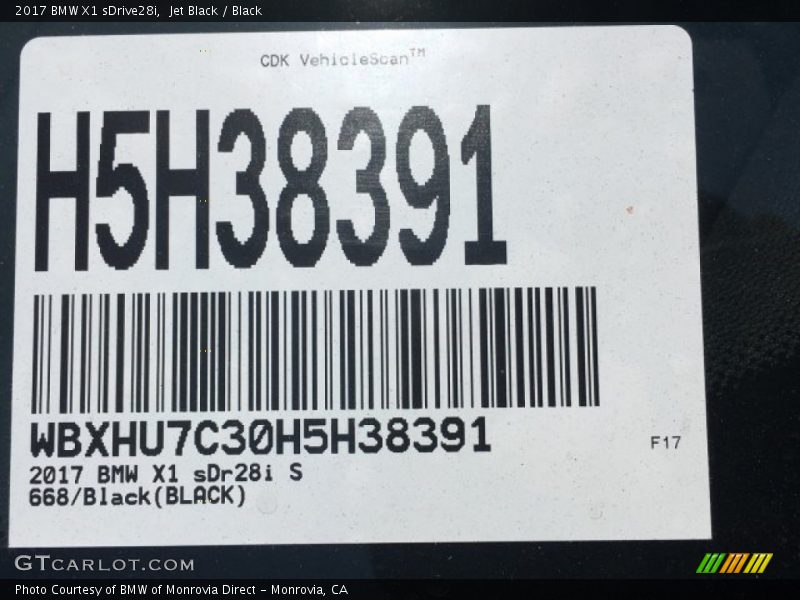 2017 BMW X1 sDrive28i, Jet Black / Black
CDK VehicleScan™
H5H38391
WBXHU7C30H5H38391
2017 BMW X1 sDr28i S
668/Black(BLACK)
F17
GTCARLOT.COM
Photo Courtesy of BMW of Monrovia Direct - Monrovia, CA